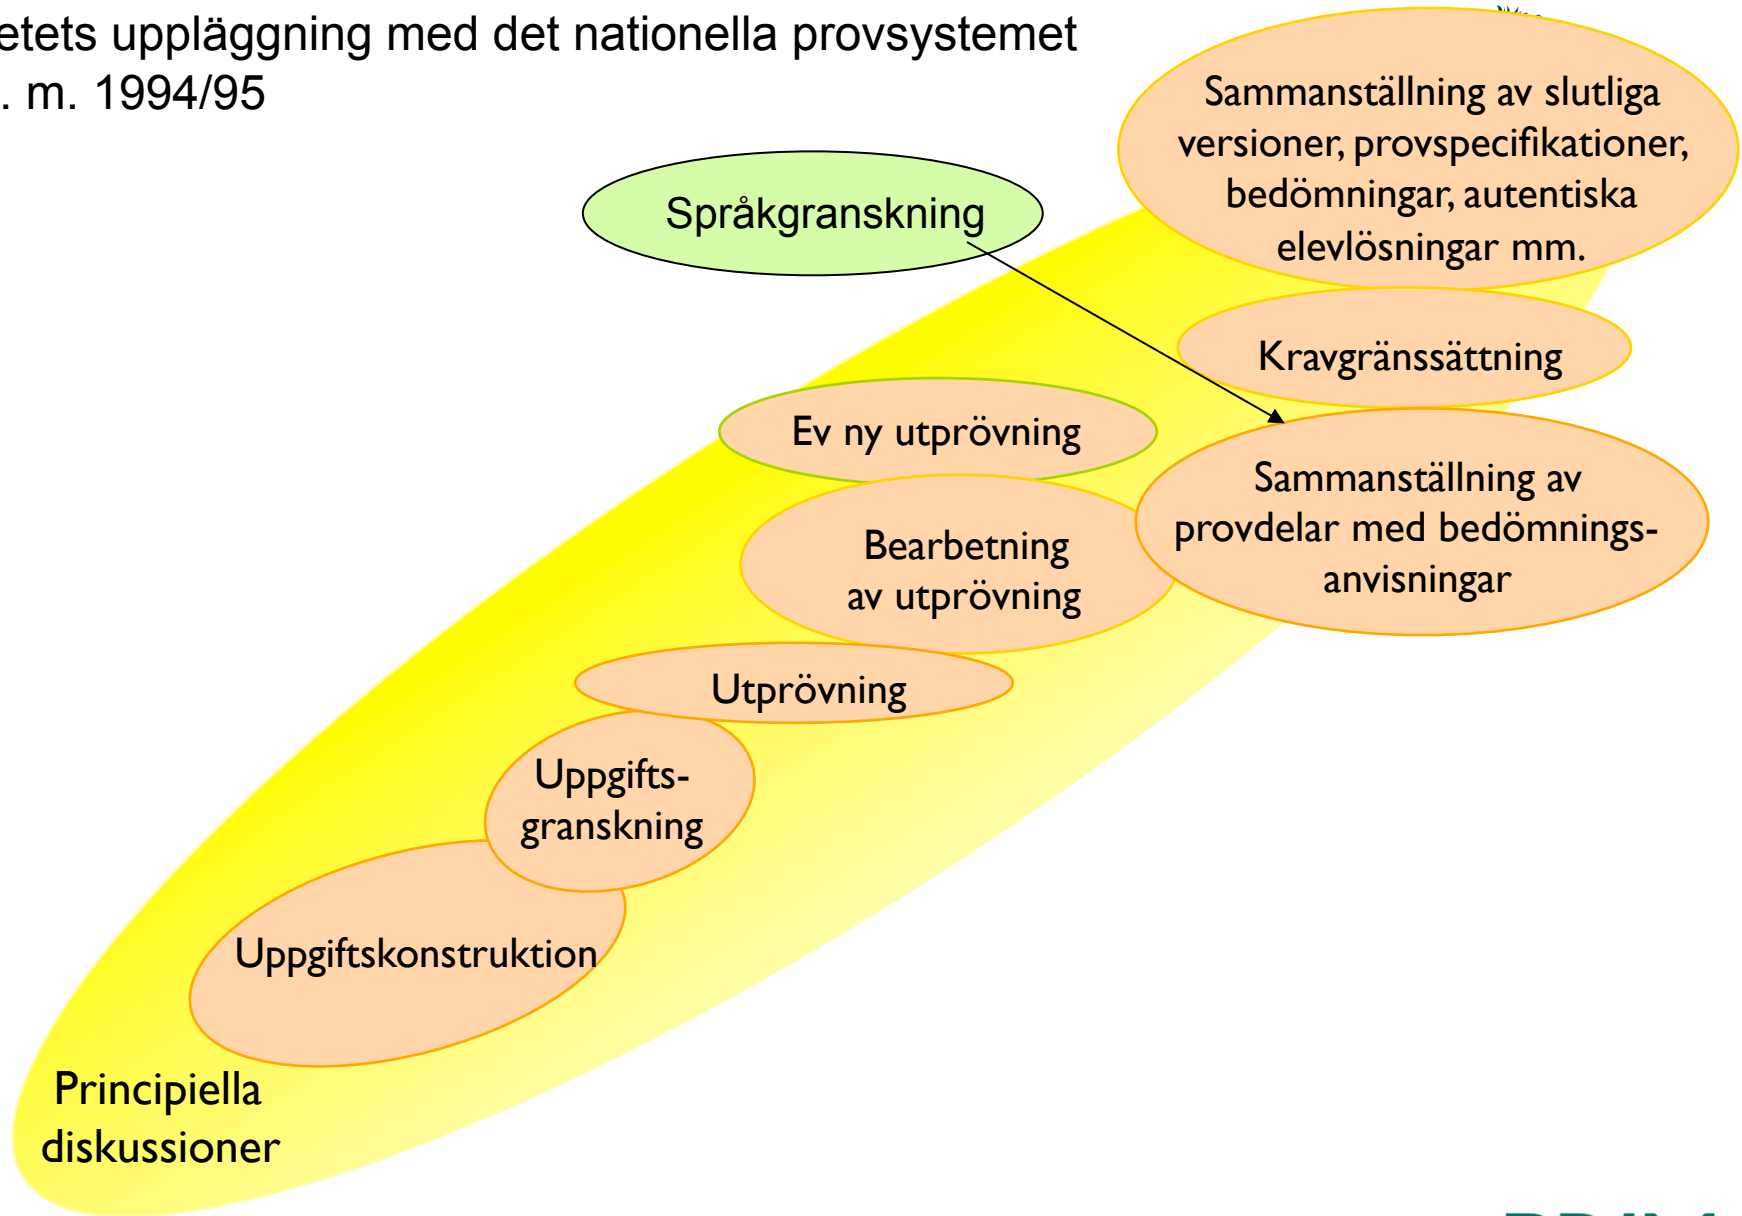 etets uppläggning med det nationella provsystemet
. m. 1994/95
Sammanställning av slutliga
versioner, provspecifikationer,
bedömningar, autentiska
elevlösningar mm.
Språkgranskning
Kravgränssättning
Ev ny utprövning
Sammanställning av
provdelar med bedömnings-
anvisningar
Bearbetning
av utprövning
Utprövning
Uppgifts-
granskning
Uppgiftskonstruktion
Principiella
diskussioner